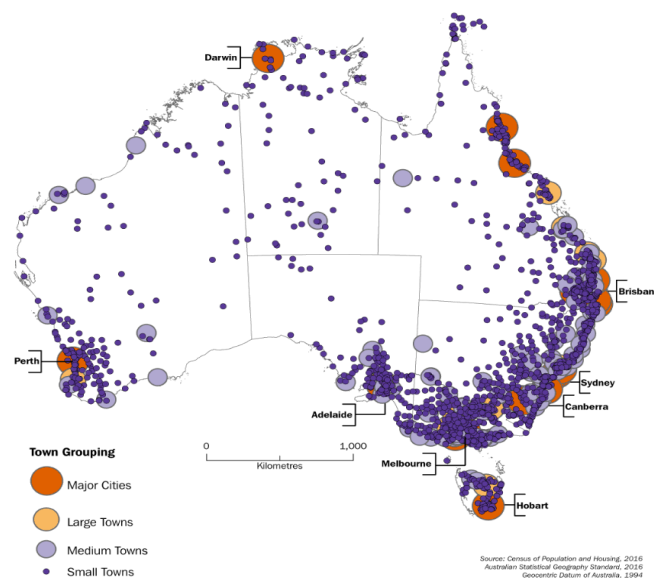 Darwin
Brisban
Perth
Sydney
Adelaide
Canberra
Melbourne
Hobart
0
1,000
Kilometres
Town Grouping
Major Cities
Large Towns
Medium Towns
Small Towns
Source: Census of Population and Housing, 2016
Australian Statistical Geography Standard, 2016
Geocentric Datum of Australia, 1994